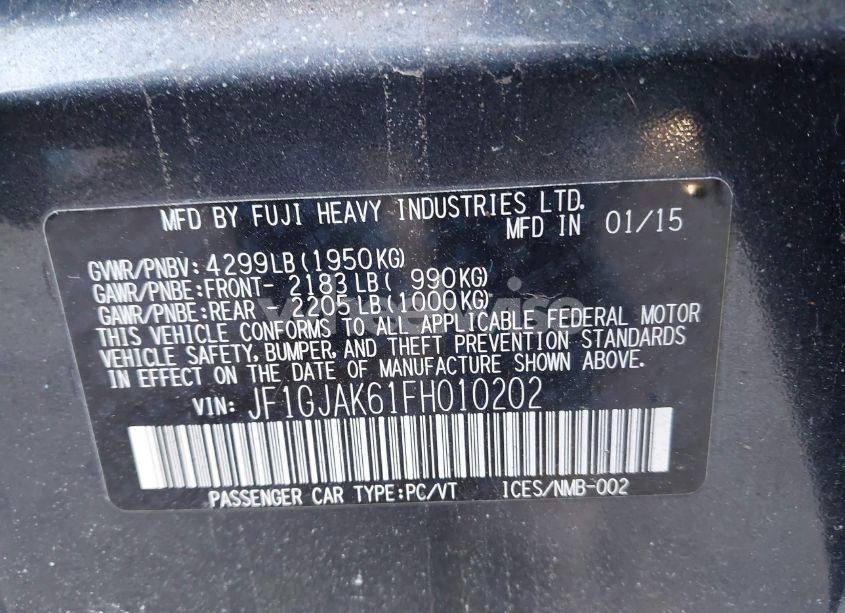 MFD BY FUJI HEAVY INDUSTRIES LTD.
MFD IN 01/15
GVWR/PNBV: 4299LB(1950KG)
GAWR/PNBE:FRONT- 2183LB( 990KG)
GAWR/PNBE:REAR - 2205LB(1000KG)
THIS VEHICLE CONFORMS TO ALL APPLICABLE FEDERAL MOTOR
VEHICLE SAFETY, BUMPER, AND THEFT PREVENTION STANDARDS
IN EFFECT ON THE DATE OF MANUFACTURE SHOWN ABOVE.
VIN: JF1GJAK61FH010202
PASSENGER CAR TYPE:PC/VT ICES/NMB-002